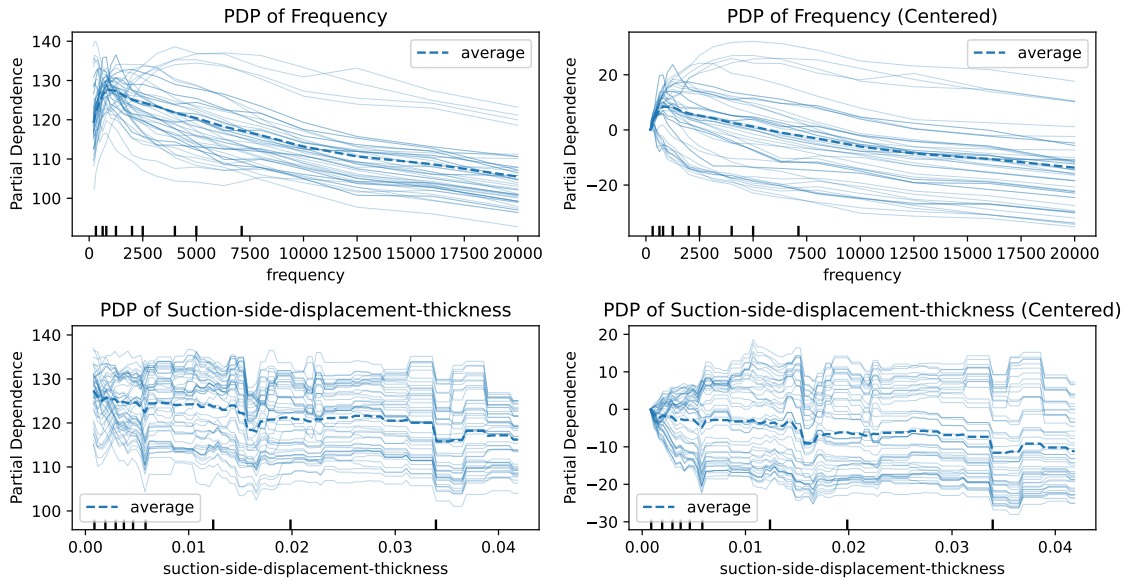 PDP of Frequency
140
130
120
110
100
Partial Dependence
average
0 2500 5000 7500 10000 12500 15000 17500 20000
frequency
PDP of Frequency (Centered)
20
0
−20
Partial Dependence
average
0 2500 5000 7500 10000 12500 15000 17500 20000
frequency
PDP of Suction-side-displacement-thickness
140
130
120
110
100
Partial Dependence
average
0.00 0.01 0.02 0.03 0.04
suction-side-displacement-thickness
PDP of Suction-side-displacement-thickness (Centered)
20
10
0
−10
−20
−30
Partial Dependence
average
0.00 0.01 0.02 0.03 0.04
suction-side-displacement-thickness